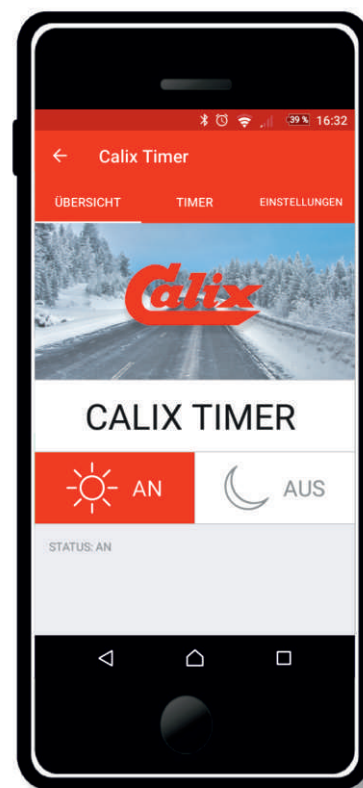 39 % 16:32
Calix Timer
ÜBERSICHT TIMER EINSTELLUNGEN
Calix
CALIX TIMER
AN AUS
STATUS: AN